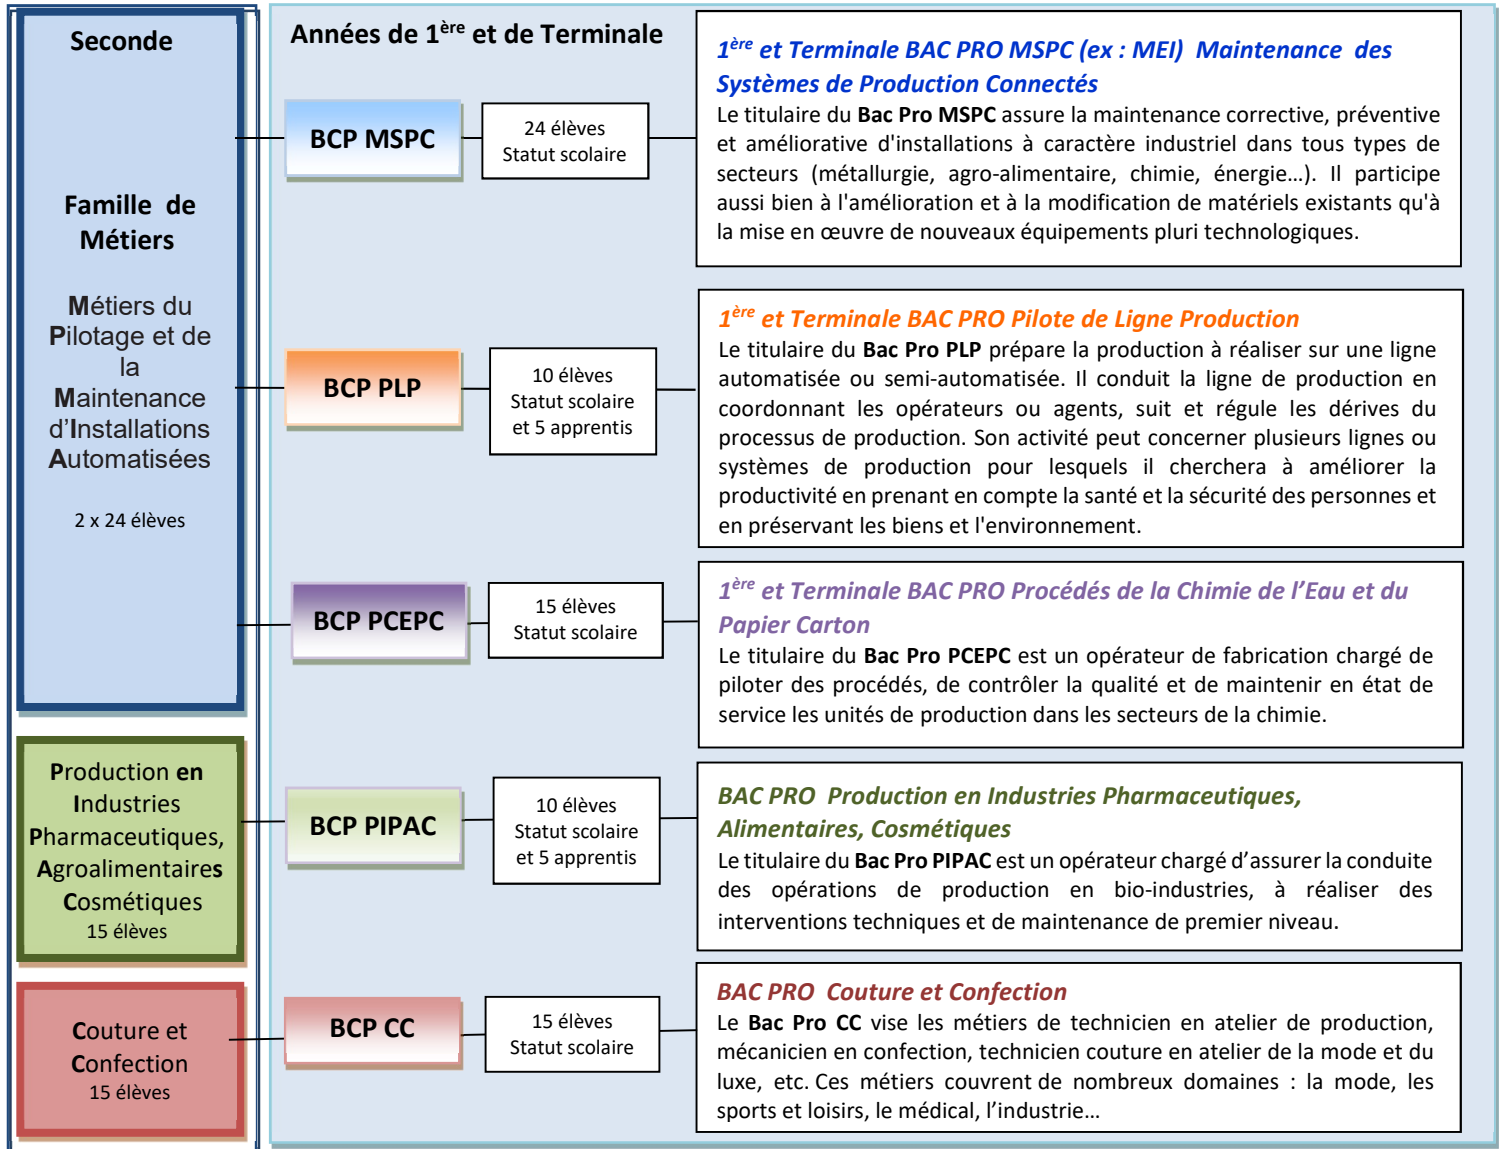 Seconde
Famille de
Métiers
Métiers du
Pilotage et de
la
Maintenance
d’Installations
Automatisées
2 x 24 élèves
Production en
Industries
Pharmaceutiques,
Agroalimentaires
Cosmétiques
15 élèves
Couture et
Confection
15 élèves
Années de 1ère et de Terminale
BCP MSPC
24 élèves
Statut scolaire
1ère et Terminale BAC PRO MSPC (ex : MEI) Maintenance des
Systèmes de Production Connectés
Le titulaire du Bac Pro MSPC assure la maintenance corrective, préventive
et améliorative d'installations à caractère industriel dans tous types de
secteurs (métallurgie, agro-alimentaire, chimie, énergie…). Il participe
aussi bien à l'amélioration et à la modification de matériels existants qu'à
la mise en œuvre de nouveaux équipements pluri technologiques.
BCP PLP
10 élèves
Statut scolaire
et 5 apprentis
1ère et Terminale BAC PRO Pilote de Ligne Production
Le titulaire du Bac Pro PLP prépare la production à réaliser sur une ligne
automatisée ou semi-automatisée. Il conduit la ligne de production en
coordonnant les opérateurs ou agents, suit et régule les dérives du
processus de production. Son activité peut concerner plusieurs lignes ou
systèmes de production pour lesquels il cherchera à améliorer la
productivité en prenant en compte la santé et la sécurité des personnes et
en préservant les biens et l'environnement.
BCP PCEPC
15 élèves
Statut scolaire
1ère et Terminale BAC PRO Procédés de la Chimie de l’Eau et du
Papier Carton
Le titulaire du Bac Pro PCEPC est un opérateur de fabrication chargé de
piloter des procédés, de contrôler la qualité et de maintenir en état de
service les unités de production dans les secteurs de la chimie.
BCP PIPAC
10 élèves
Statut scolaire
et 5 apprentis
BAC PRO Production en Industries Pharmaceutiques,
Alimentaires, Cosmétiques
Le titulaire du Bac Pro PIPAC est un opérateur chargé d’assurer la conduite
des opérations de production en bio-industries, à réaliser des
interventions techniques et de maintenance de premier niveau.
BCP CC
15 élèves
Statut scolaire
BAC PRO Couture et Confection
Le Bac Pro CC vise les métiers de technicien en atelier de production,
mécanicien en confection, technicien couture en atelier de la mode et du
luxe, etc. Ces métiers couvrent de nombreux domaines : la mode, les
sports et loisirs, le médical, l’industrie…